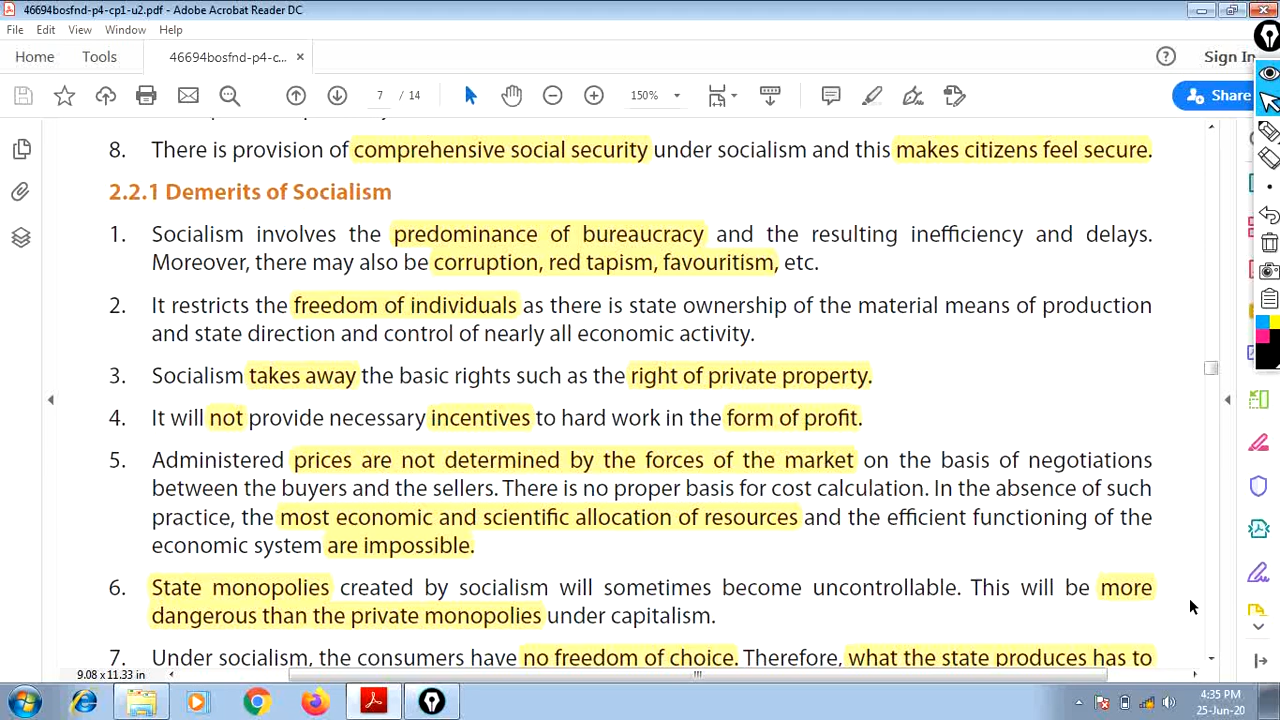 46694bosfnd-p4-cp1-u2.pdf - Adobe Acrobat Reader DC
File Edit View Window Help
Home Tools 46694bosfnd-p4-c... × Sign In
7 / 14 150% Share
8. There is provision of comprehensive social security under socialism and this makes citizens feel secure.
2.2.1 Demerits of Socialism
1. Socialism involves the predominance of bureaucracy and the resulting inefficiency and delays.
Moreover, there may also be corruption, red tapism, favouritism, etc.
2. It restricts the freedom of individuals as there is state ownership of the material means of production
and state direction and control of nearly all economic activity.
3. Socialism takes away the basic rights such as the right of private property.
4. It will not provide necessary incentives to hard work in the form of profit.
5. Administered prices are not determined by the forces of the market on the basis of negotiations
between the buyers and the sellers. There is no proper basis for cost calculation. In the absence of such
practice, the most economic and scientific allocation of resources and the efficient functioning of the
economic system are impossible.
6. State monopolies created by socialism will sometimes become uncontrollable. This will be more
dangerous than the private monopolies under capitalism.
7. Under socialism, the consumers have no freedom of choice. Therefore, what the state produces has to
9.08 x 11.33 in
4:35 PM
25-Jun-20